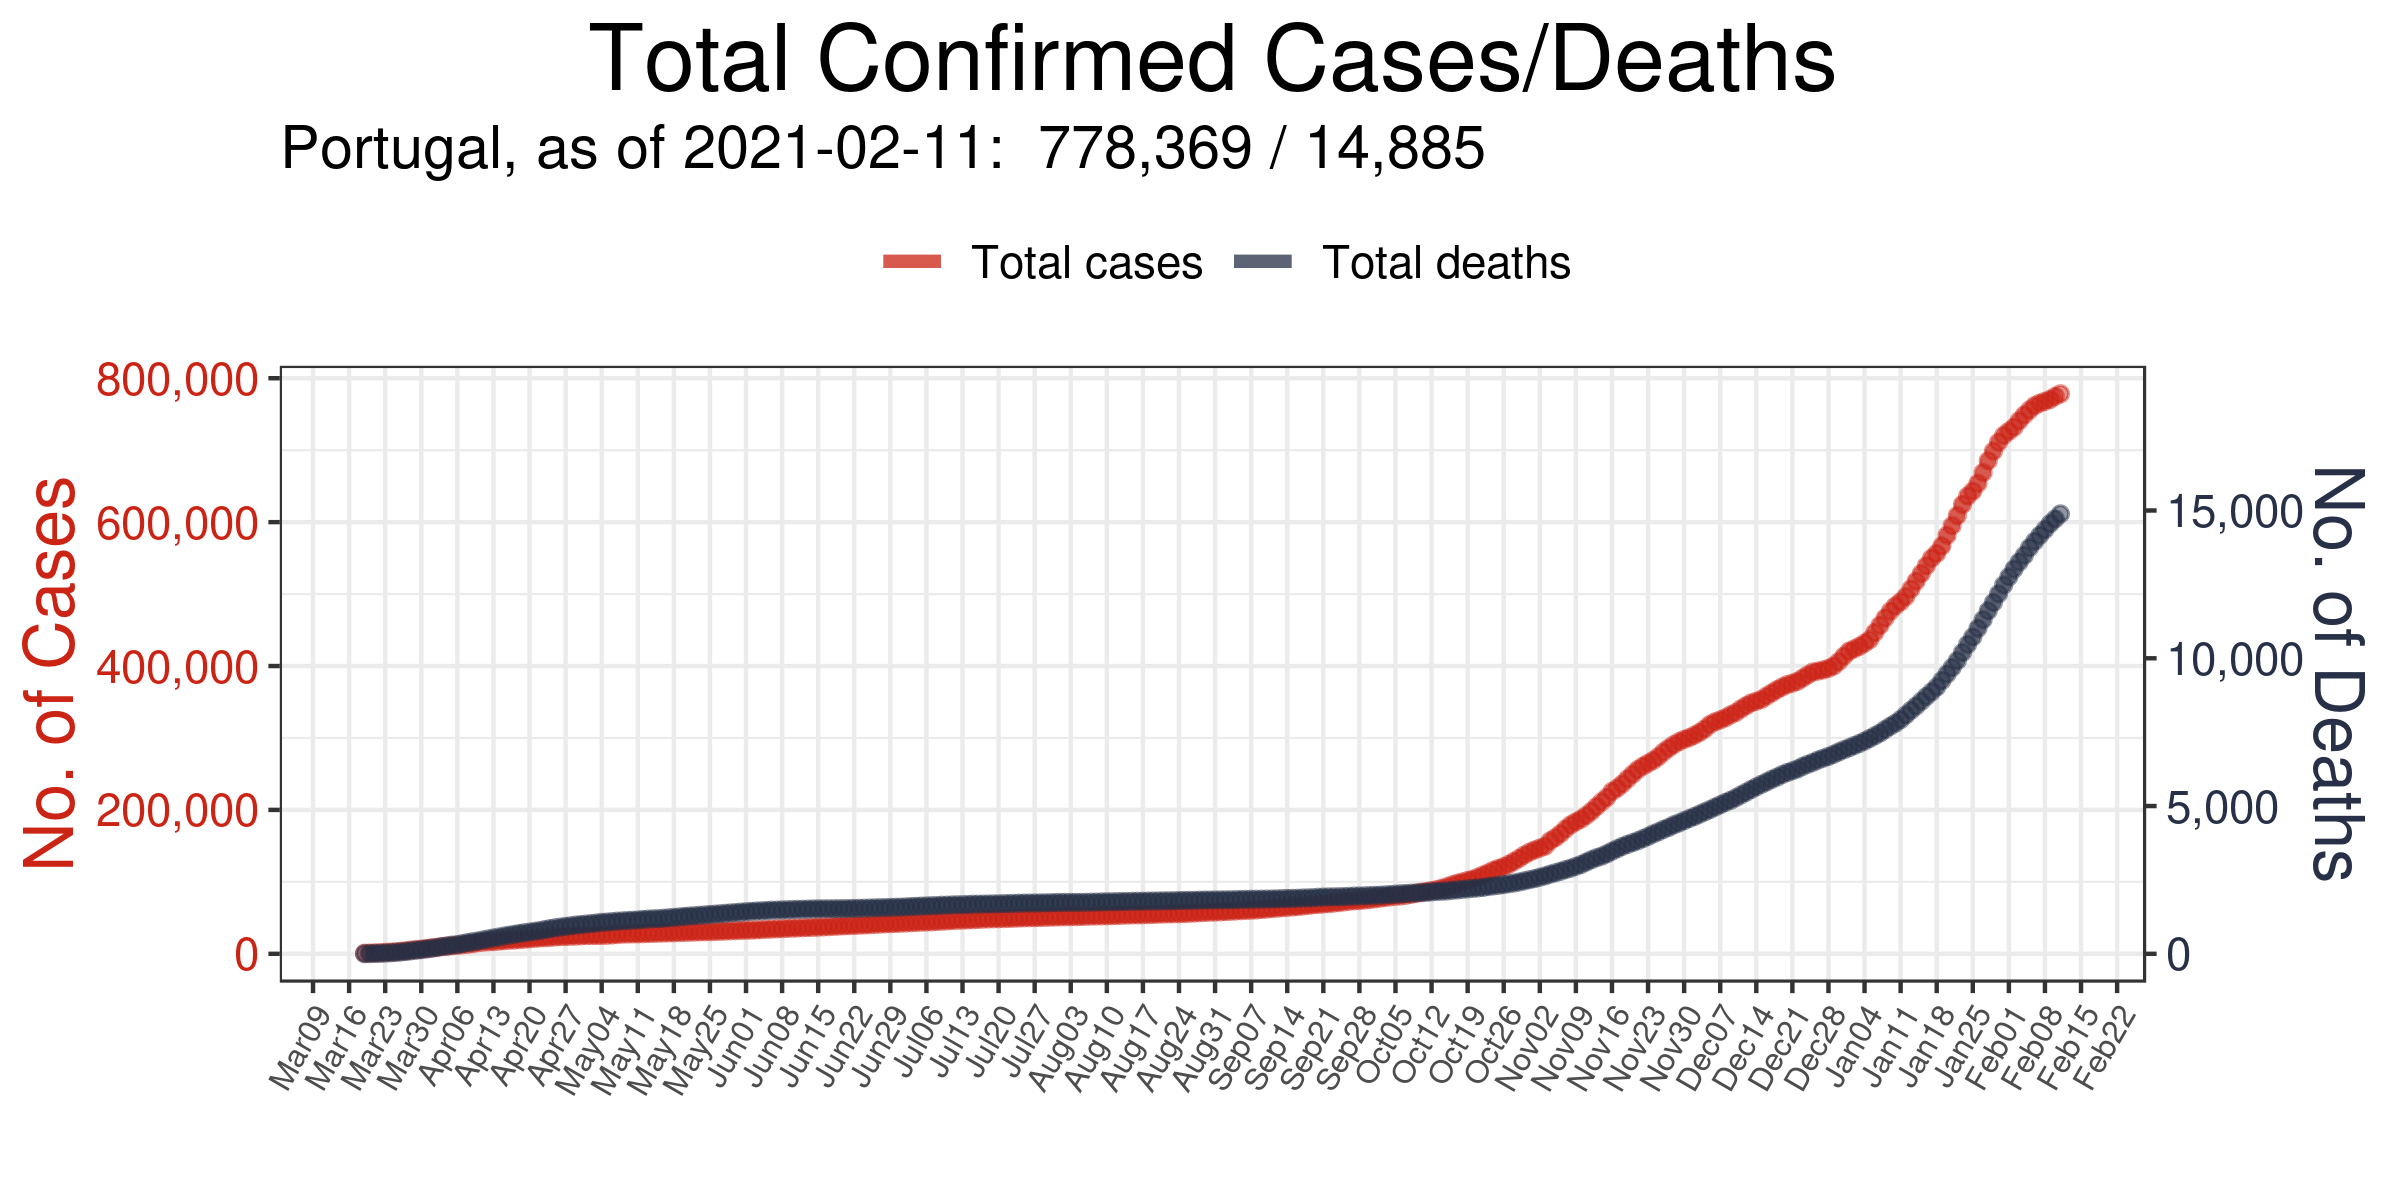 Total Confirmed Cases/Deaths
Portugal, as of 2021-02-11: 778,369 / 14,885
Total cases
Total deaths
No. of Cases
800,000
600,000
400,000
200,000
0
15,000
10,000
5,000
0
No. of Deaths
Mar09
Mar16
Mar23
Mar30
Apr06
Apr13
Apr20
Apr27
May04
May11
May18
May25
Jun01
Jun08
Jun15
Jun22
Jun29
Jul06
Jul13
Jul20
Jul27
Aug03
Aug10
Aug17
Aug24
Aug31
Sep07
Sep14
Sep21
Sep28
Oct05
Oct12
Oct19
Oct26
Nov02
Nov09
Nov16
Nov23
Nov30
Dec07
Dec14
Dec21
Dec28
Jan04
Jan11
Jan18
Jan25
Feb01
Feb08
Feb15
Feb22